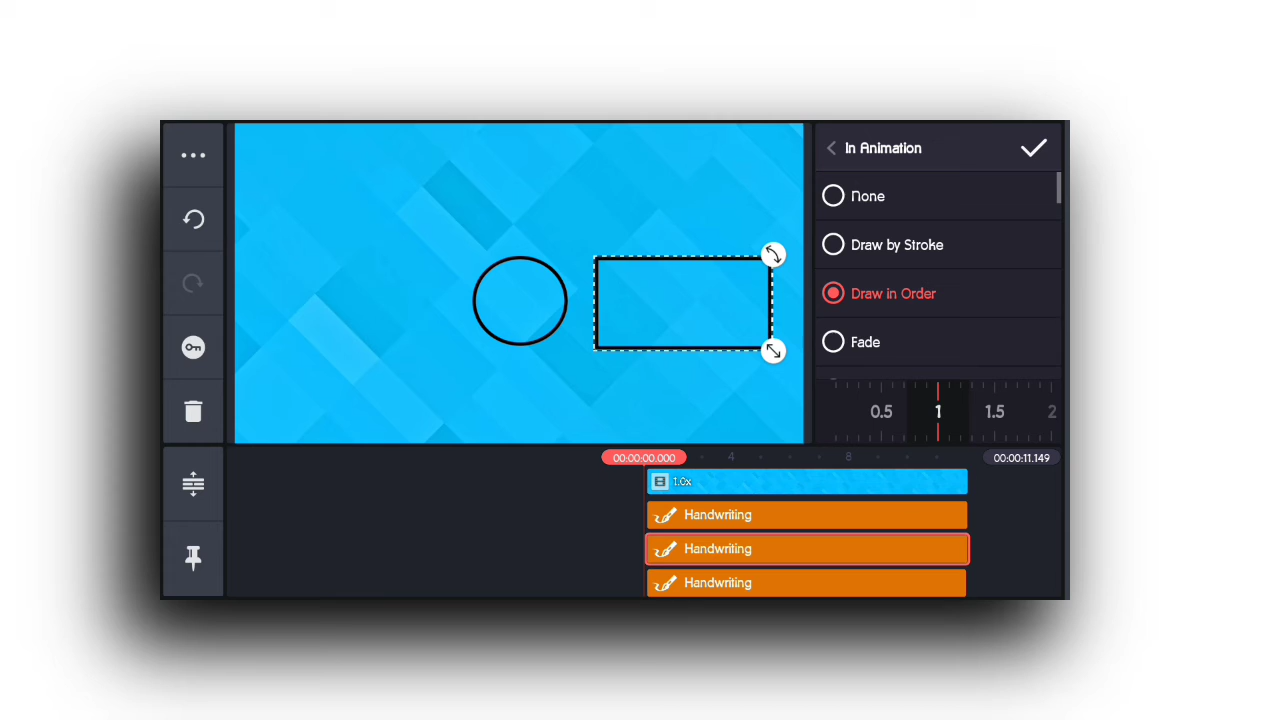 In Animation
None
Draw by Stroke
Draw in Order
Fade
0.5 1 1.5 2
00:00:00.000 4 8 00:00:11.149
1.0x
Handwriting
Handwriting
Handwriting